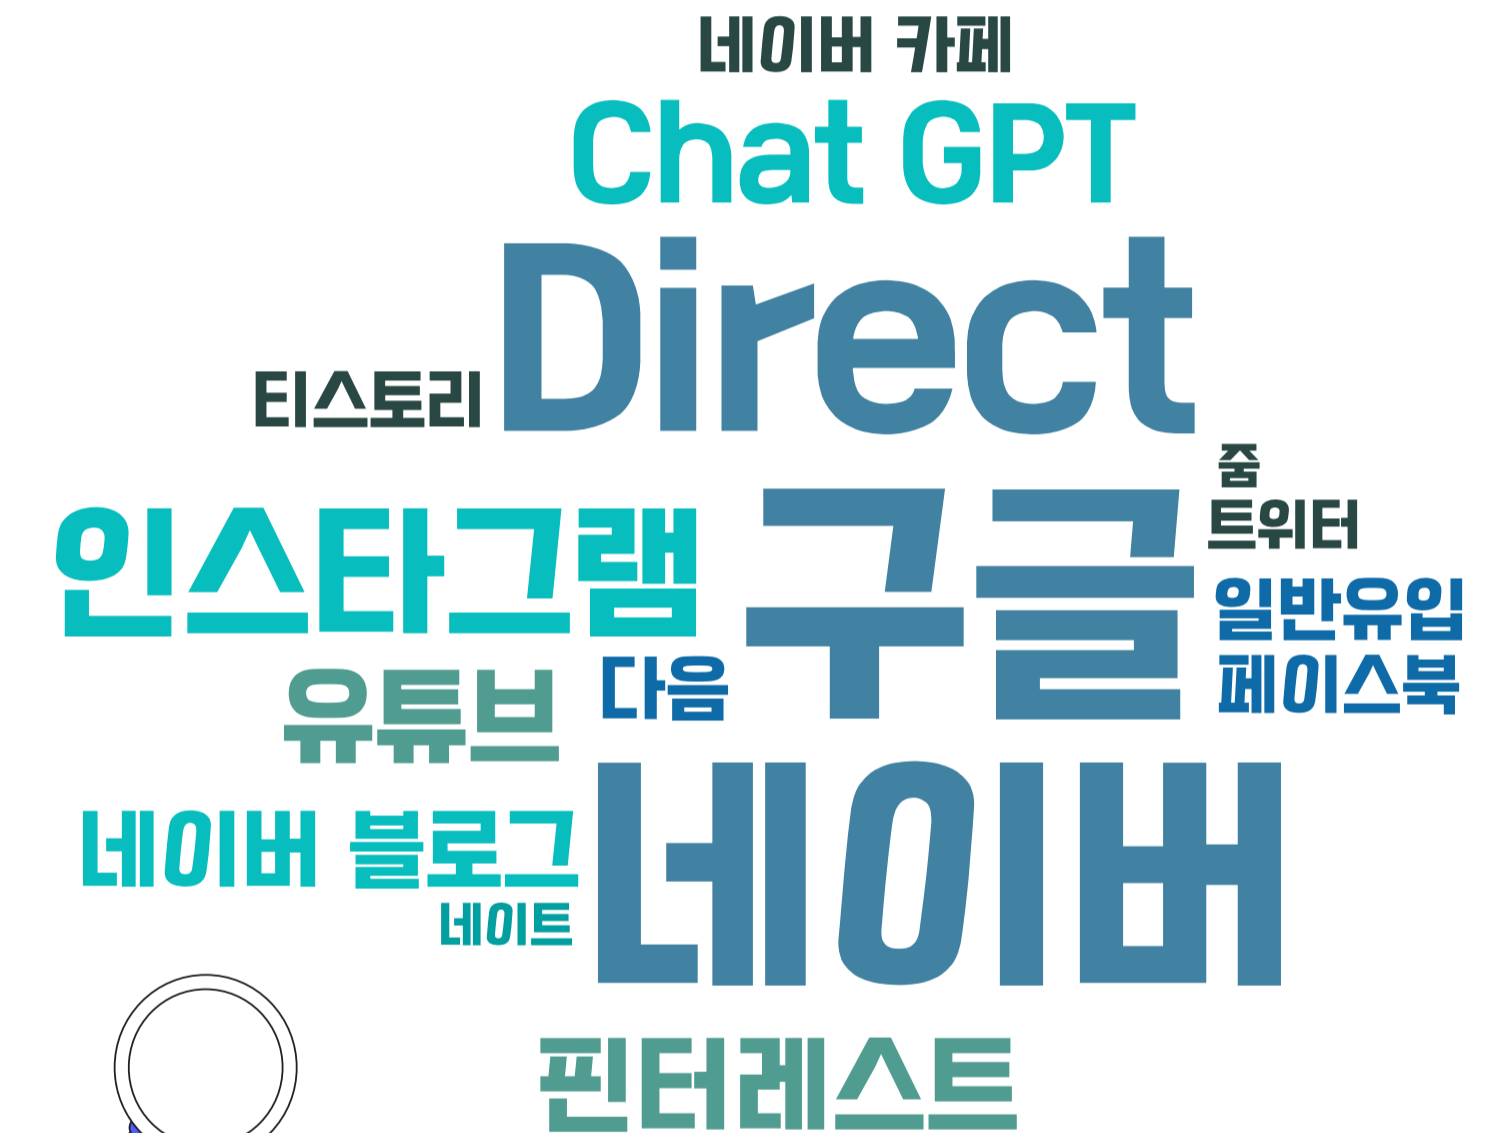 네이버 카페
Chat GPT
Direct
티스토리
줌
트위터
인스타그램
구글
일반유입
페이스북
유튜브
다음
네이버 블로그
네이버
네이트
핀터레스트